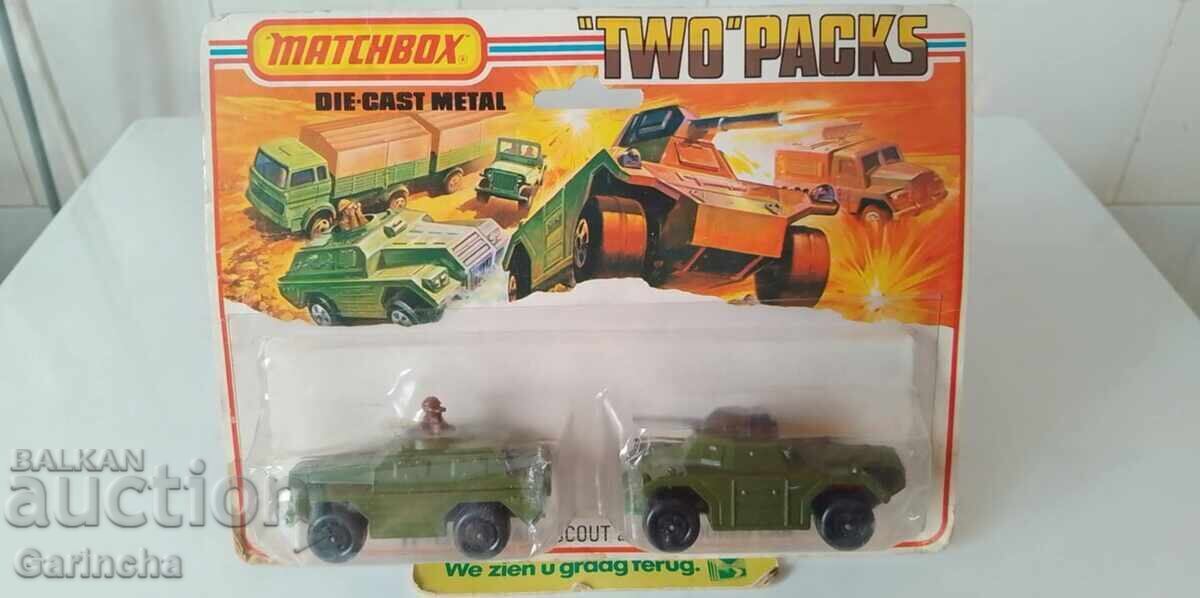 MATCHBOX
"TWO" PACKS
DIE-CAST METAL
SCOUT &
We zien u graag terug.
BALKAN
auction
Garincha